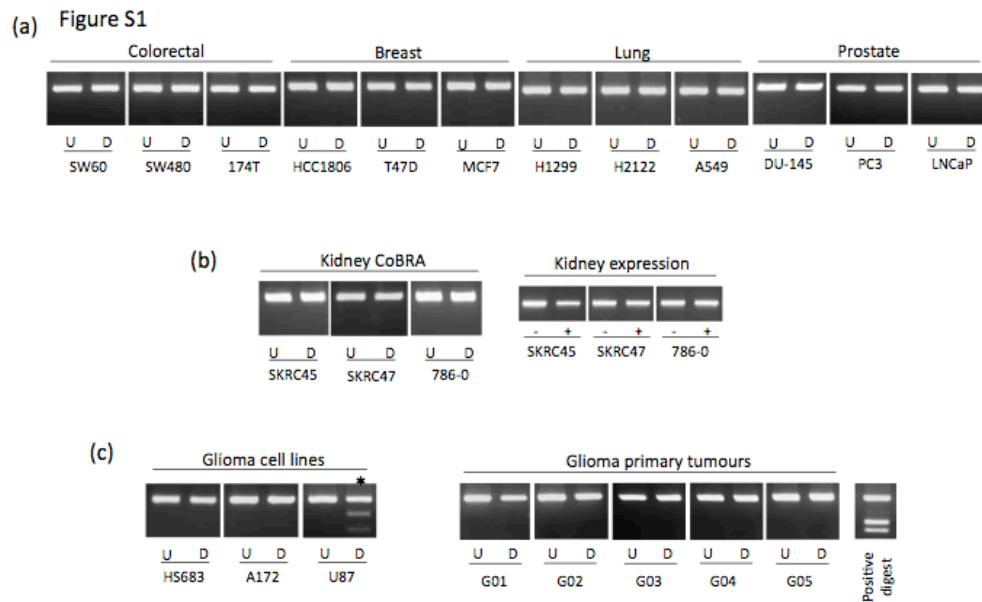 Figure S1
(a)
Colorectal Breast Lung Prostate
U D U D U D U D U D U D U D U D U D U D U D U D
SW60 SW480 174T HCC1806 T47D MCF7 H1299 H2122 A549 DU-145 PC3 LNCaP
(b)
Kidney CoBRA Kidney expression
U D U D U D - + - + - +
SKRC45 SKRC47 786-0 SKRC45 SKRC47 786-0
(c)
Glioma cell lines Glioma primary tumours
*
U D U D U D U D U D U D U D U D
HS683 A172 U87 G01 G02 G03 G04 G05
Positive
digest